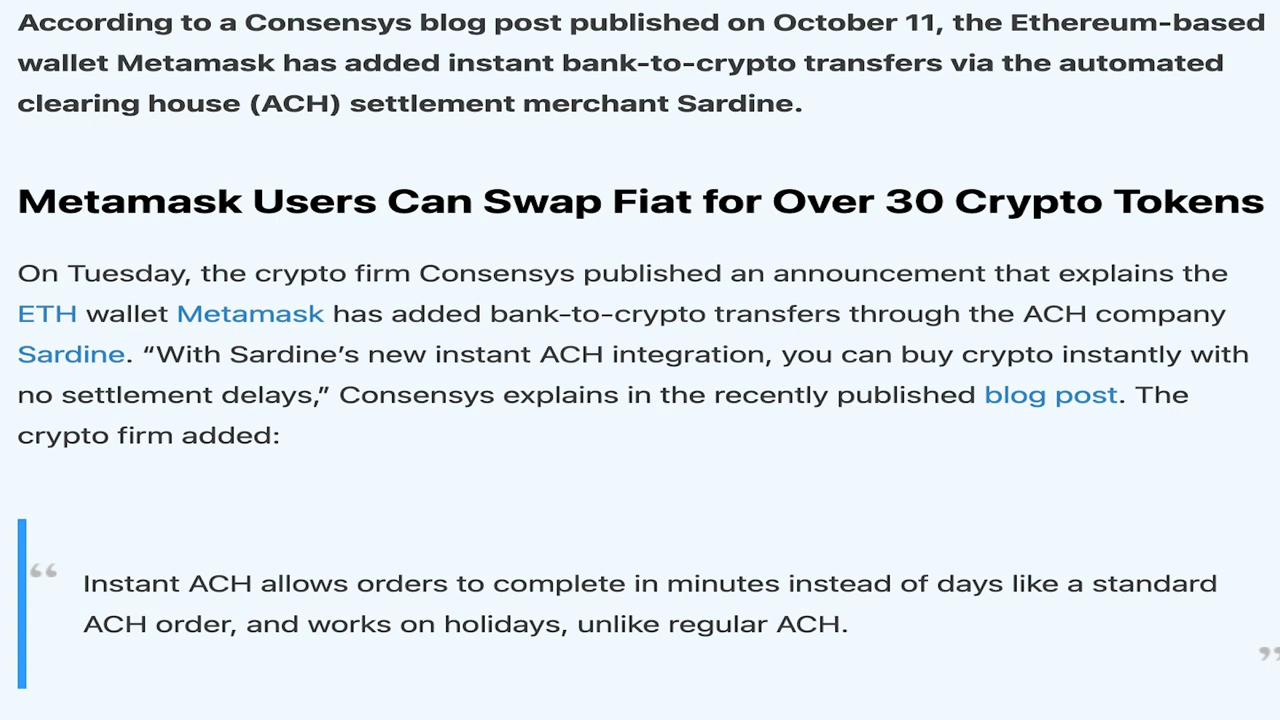 According to a Consensys blog post published on October 11, the Ethereum-based
wallet Metamask has added instant bank-to-crypto transfers via the automated
clearing house (ACH) settlement merchant Sardine.
Metamask Users Can Swap Fiat for Over 30 Crypto Tokens
On Tuesday, the crypto firm Consensys published an announcement that explains the
ETH wallet Metamask has added bank-to-crypto transfers through the ACH company
Sardine. “With Sardine’s new instant ACH integration, you can buy crypto instantly with
no settlement delays,” Consensys explains in the recently published blog post. The
crypto firm added:
“ Instant ACH allows orders to complete in minutes instead of days like a standard
ACH order, and works on holidays, unlike regular ACH.
”